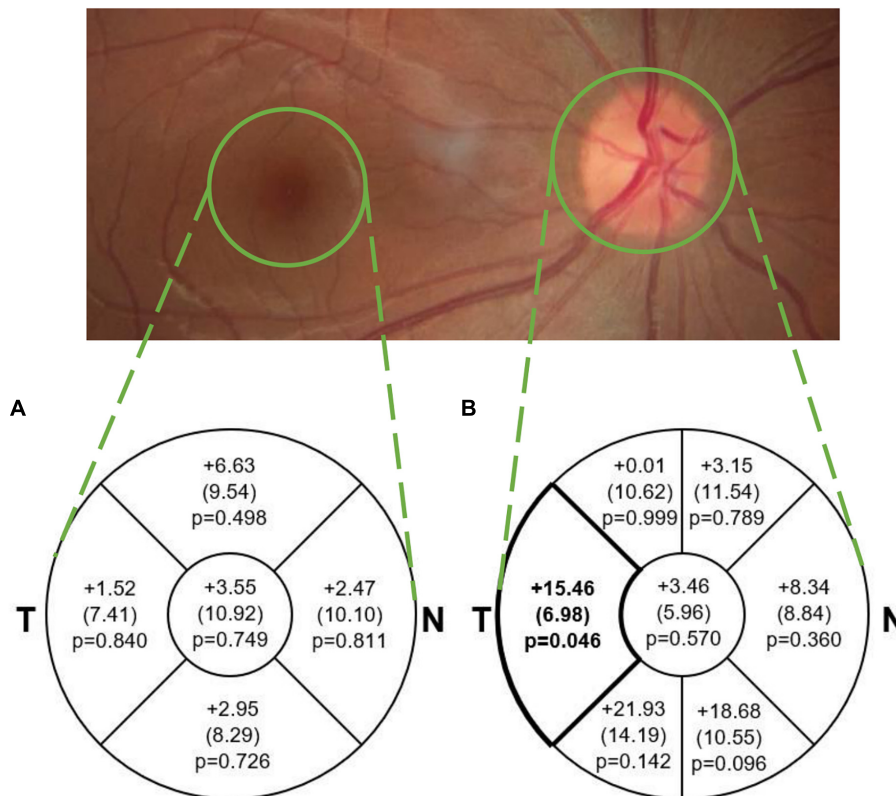 A
B
+6.63
(9.54)
p=0.498
+1.52
(7.41)
p=0.840
+3.55
(10.92)
p=0.749
+2.47
(10.10)
p=0.811
+2.95
(8.29)
p=0.726
T
N
+0.01
(10.62)
p=0.999
+3.15
(11.54)
p=0.789
+15.46
(6.98)
p=0.046
+3.46
(5.96)
p=0.570
+8.34
(8.84)
p=0.360
+21.93
(14.19)
p=0.142
+18.68
(10.55)
p=0.096
T
N